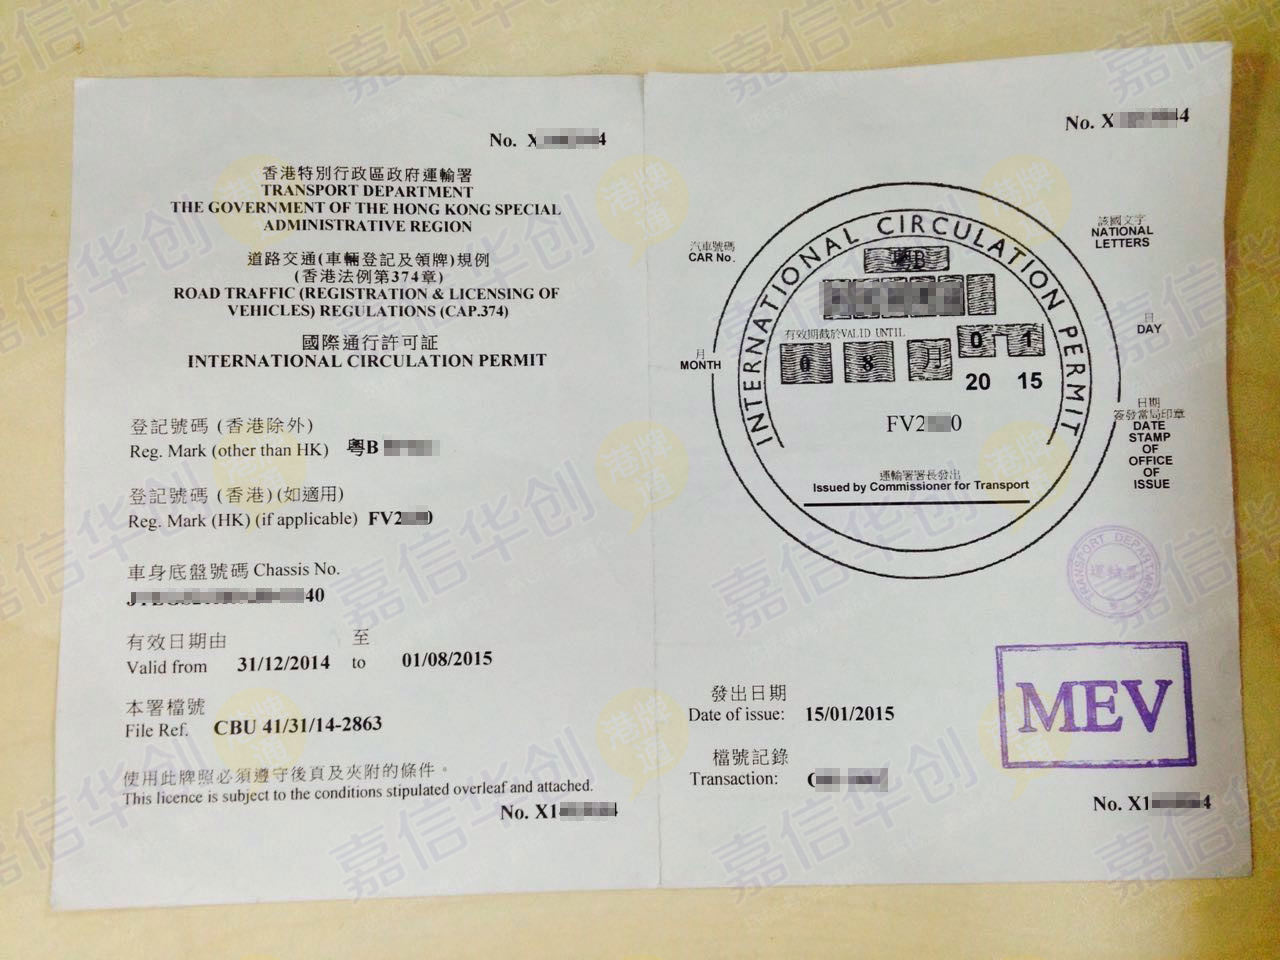 No. X 4
香港特別行政區政府運輸署
TRANSPORT DEPARTMENT
THE GOVERNMENT OF THE HONG KONG SPECIAL
ADMINISTRATIVE REGION
道路交通(車輛登記及領牌)規例
(香港法例第374章)
ROAD TRAFFIC (REGISTRATION & LICENSING OF
VEHICLES) REGULATIONS (CAP.374)
國際通行許可証
INTERNATIONAL CIRCULATION PERMIT
登記號碼 (香港除外)
Reg. Mark (other than HK) 粵B
登記號碼 (香港)(如適用)
Reg. Mark (HK) (if applicable) FV2 0
車身底盤號碼 Chassis No.
40
有效日期由 至
Valid from 31/12/2014 to 01/08/2015
本署檔號
File Ref. CBU 41/31/14-2863
使用此牌照必須遵守後頁及夾附的條件。
This licence is subject to the conditions stipulated overleaf and attached.
No. X1 4
No. X 44
INTERNATIONAL CIRCULATION PERMIT
汽車號碼
CAR No.
該國文字
NATIONAL
LETTERS
粵B
有效期截於VALID UNTIL
月
MONTH
日
DAY
0 8 0 1
20 15
FV2 0
日期
簽發當局印章
DATE
STAMP
OF
OFFICE
OF
ISSUE
運輸署署長發出
Issued by Commissioner for Transport
TRANSPORT DEPARTMENT
運輸署
MEV
發出日期
Date of issue: 15/01/2015
檔號記錄
Transaction:
No. X1 4
嘉信华创
港牌通